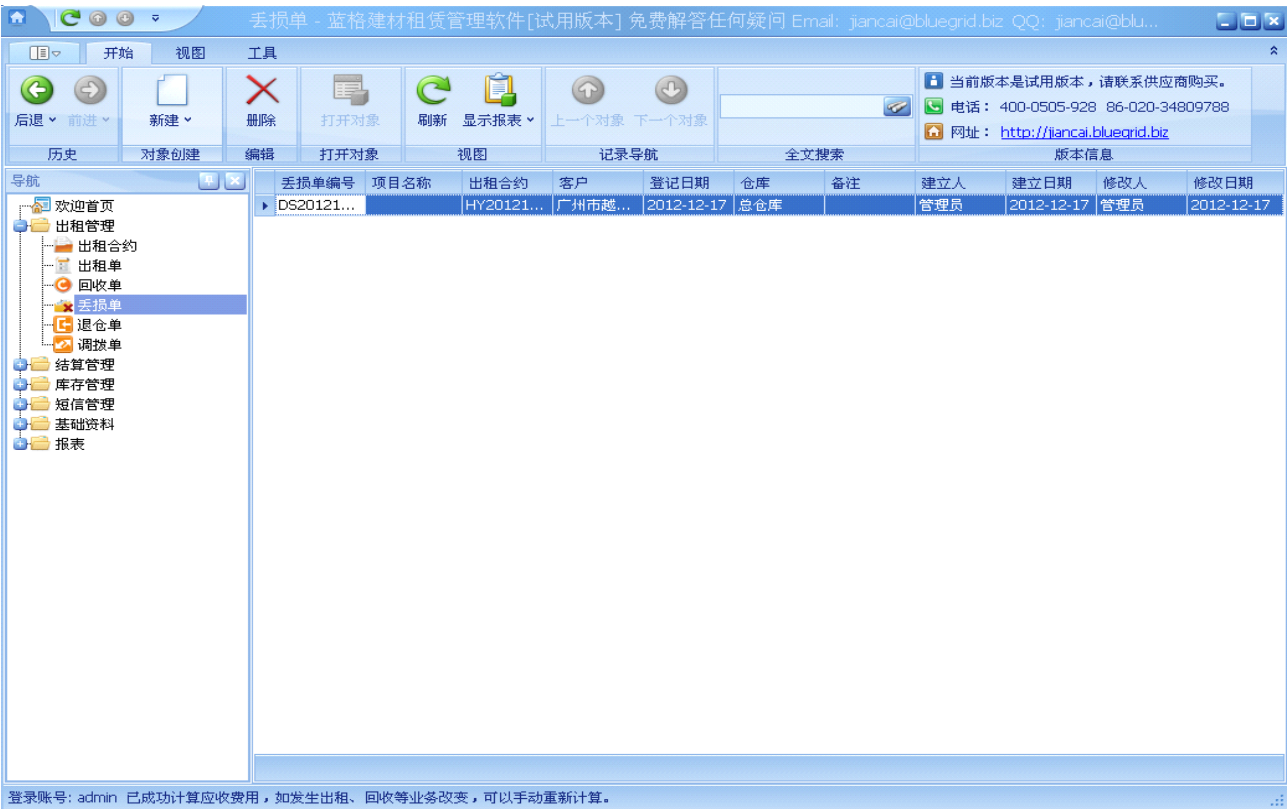 丢损单 - 蓝格建材租赁管理软件[试用版本] 免费解答任何疑问 Email: jiancai@bluegrid.biz QQ: jiancai@blu...
开始 视图 工具
后退 前进 新建 删除 打开对象 刷新 显示报表 上一个对象 下一个对象
当前版本是试用版本，请联系供应商购买。
电话： 400-0505-928 86-020-34809788
网址： http://jiancai.bluegrid.biz
历史 对象创建 编辑 打开对象 视图 记录导航 全文搜索 版本信息
导航
欢迎首页
出租管理
出租合约
出租单
回收单
丢损单
退仓单
调拨单
结算管理
库存管理
短信管理
基础资料
报表
丢损单编号 项目名称 出租合约 客户 登记日期 仓库 备注 建立人 建立日期 修改人 修改日期
DS20121... HY20121... 广州市越... 2012-12-17 总仓库 管理员 2012-12-17 管理员 2012-12-17
登录账号: admin 已成功计算应收费用，如发生出租、回收等业务改变，可以手动重新计算。